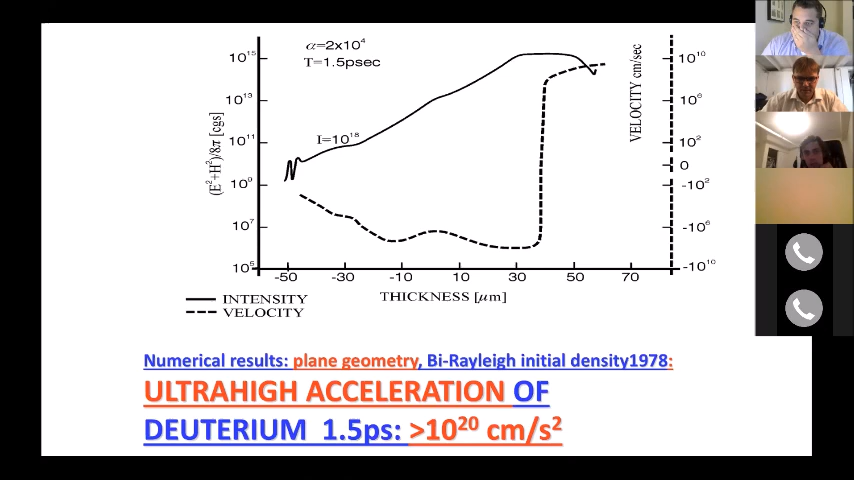 α=2x10⁴
T=1.5psec
I=10¹⁸
(E²+H²)/8π [cgs]
10¹⁵
10¹³
10¹¹
10⁹
10⁷
10⁵
VELOCITY cm/sec
10¹⁰
10⁶
10²
0
-10²
-10⁶
-10¹⁰
-50 -30 -10 10 30 50 70
THICKNESS [μm]
INTENSITY
VELOCITY
Numerical results: plane geometry, Bi-Rayleigh initial density1978:
ULTRAHIGH ACCELERATION OF
DEUTERIUM 1.5ps: >10²⁰ cm/s²